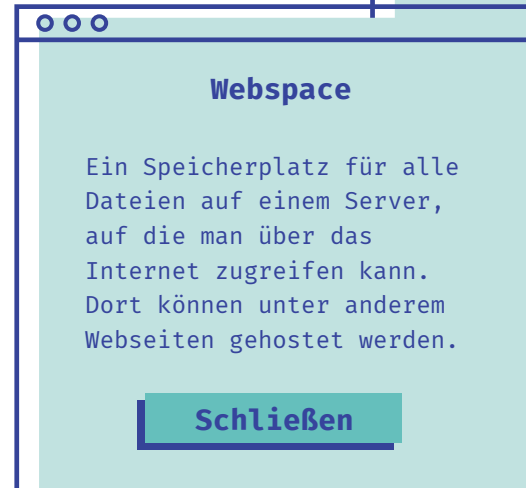 Webspace
Ein Speicherplatz für alle
Dateien auf einem Server,
auf die man über das
Internet zugreifen kann.
Dort können unter anderem
Webseiten gehostet werden.
Schließen